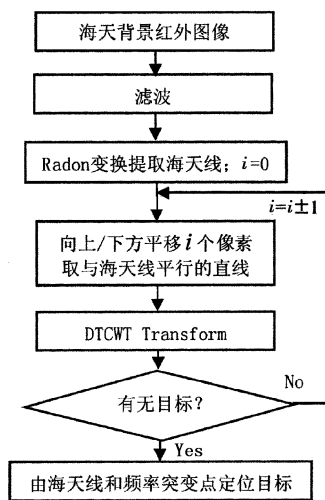 海天背景红外图像
滤波
Radon变换提取海天线; i=0
i=i±1
向上/下方平移 i 个像素
取与海天线平行的直线
DTCWT Transform
有无目标?
No
Yes
由海天线和频率突变点定位目标